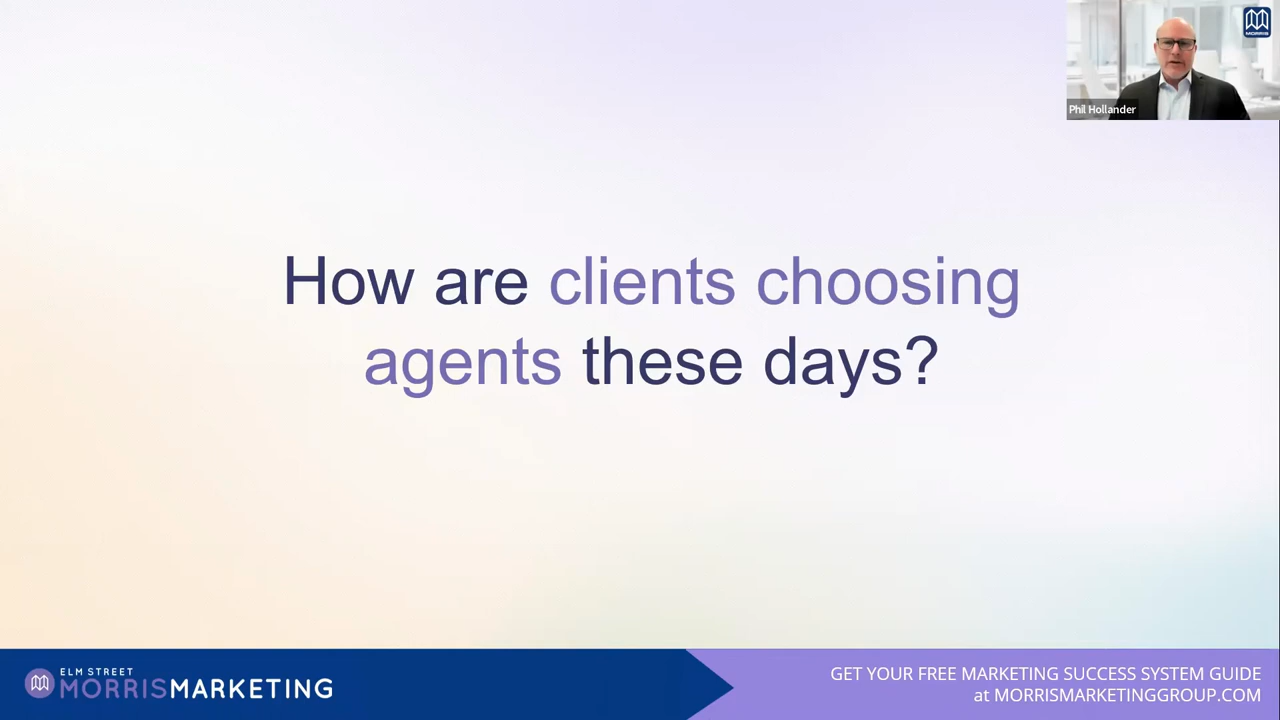 MORRIS
Phil Hollander
How are clients choosing
agents these days?
ELM STREET
MORRISMARKETING
GET YOUR FREE MARKETING SUCCESS SYSTEM GUIDE
at MORRISMARKETINGGROUP.COM